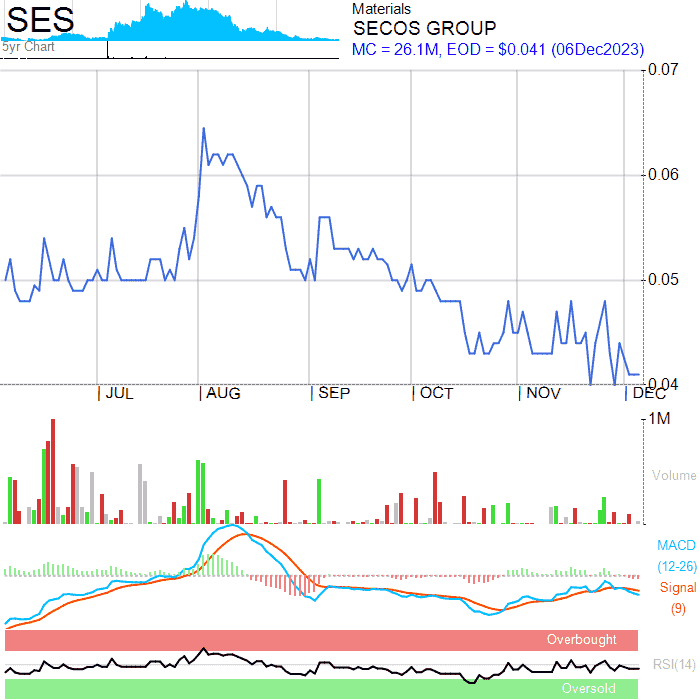 SES
5yr Chart
Materials
SECOS GROUP
MC = 26.1M, EOD = $0.041 (06Dec2023)
0.07
0.06
0.05
0.04
JUL
AUG
SEP
OCT
NOV
DEC
1M
Volume
MACD
(12-26)
Signal
(9)
Overbought
RSI(14)
Oversold